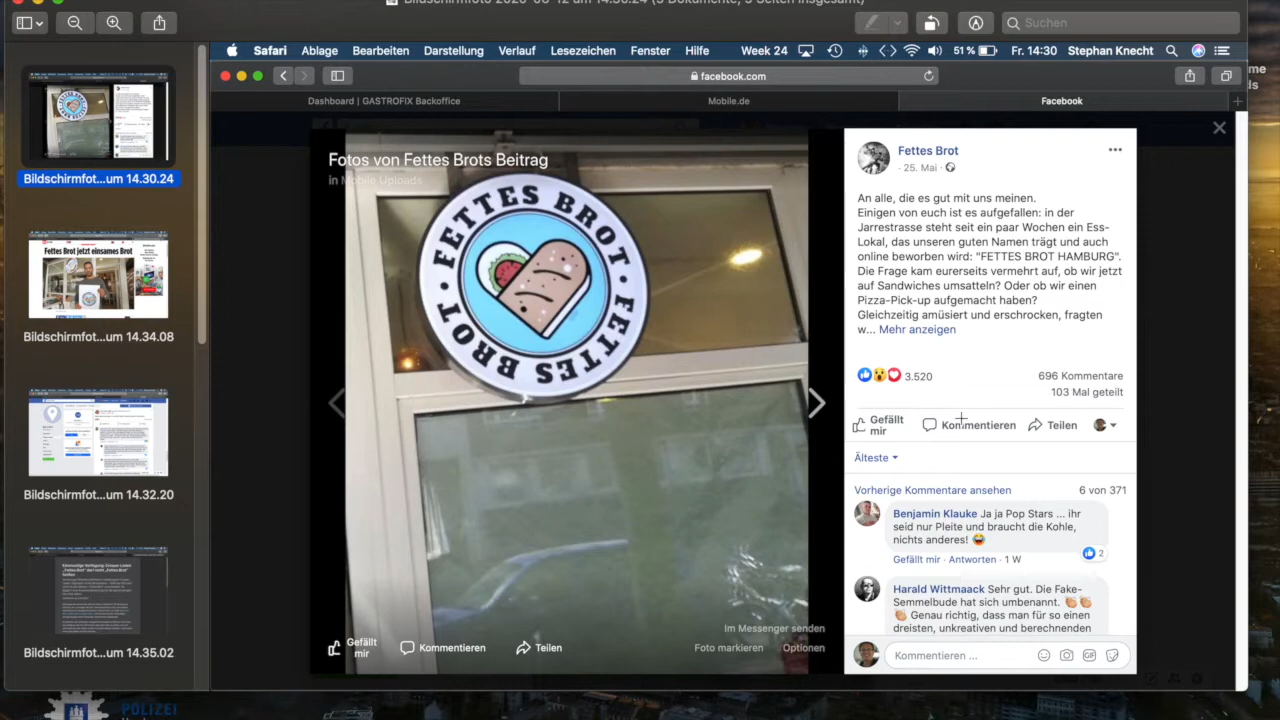 Suchen
Safari Ablage Bearbeiten Darstellung Verlauf Lesezeichen Fenster Hilfe Week 24 51 % Fr. 14:30 Stephan Knecht
facebook.com
Dashboard | GASTROFIX Backoffice Mobile.de Facebook
Fotos von Fettes Brots Beitrag
in Mobile Uploads
FETTES BROT · FETTES BROT ·
Fettes Brot
25. Mai ·
An alle, die es gut mit uns meinen.
Einigen von euch ist es aufgefallen: in der
Jarrestrasse steht seit ein paar Wochen ein Ess-
Lokal, das unseren guten Namen trägt und auch
online beworben wird: "FETTES BROT HAMBURG".
Die Frage kam eurerseits vermehrt auf, ob wir jetzt
auf Sandwiches umsatteln? Oder ob wir einen
Pizza-Pick-up aufgemacht haben?
Gleichzeitig amüsiert und erschrocken, fragten
w... Mehr anzeigen
3.520 696 Kommentare
103 Mal geteilt
Gefällt mir Kommentieren Teilen
Älteste
Vorherige Kommentare ansehen 6 von 371
Benjamin Klauke Ja ja Pop Stars ... ihr
seid nur Pleite und braucht die Kohle,
nichts anderes! 😂
2
Gefällt mir · Antworten · 1 W
Harald Wittmaack Sehr gut. Die Fake-
Semmelbude hat sich umbenannt. 👏👏
👏 Genau richtig, dass man für so einen
dreisten, unkreativen und berechnenden
Kommentieren ...
Im Messenger senden
Gefällt mir Kommentieren Teilen Foto markieren Optionen
Bildschirmfot...um 14.30.24
Fettes Brot jetzt einsames Brot
Bildschirmfot...um 14.34.08
Bildschirmfot...um 14.32.20
Bildschirmfot...um 14.35.02
POLIZEI